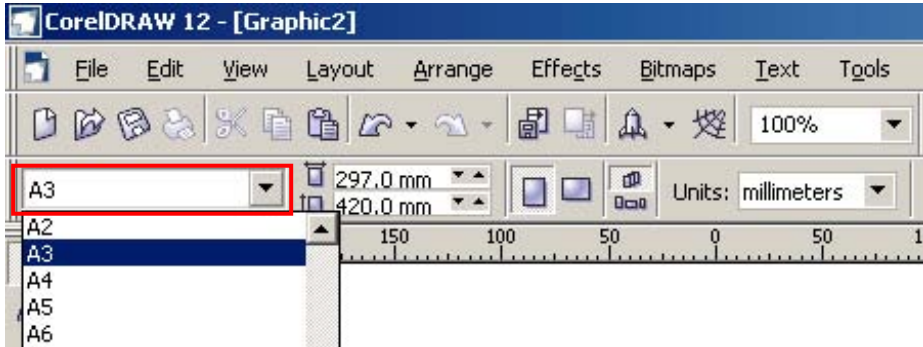 CorelDRAW 12 - [Graphic2]
File Edit View Layout Arrange Effects Bitmaps Text Tools
100%
A3 297.0 mm Units: millimeters
420.0 mm
A2
150 100 50 0 50 1
A3
A4
A5
A6